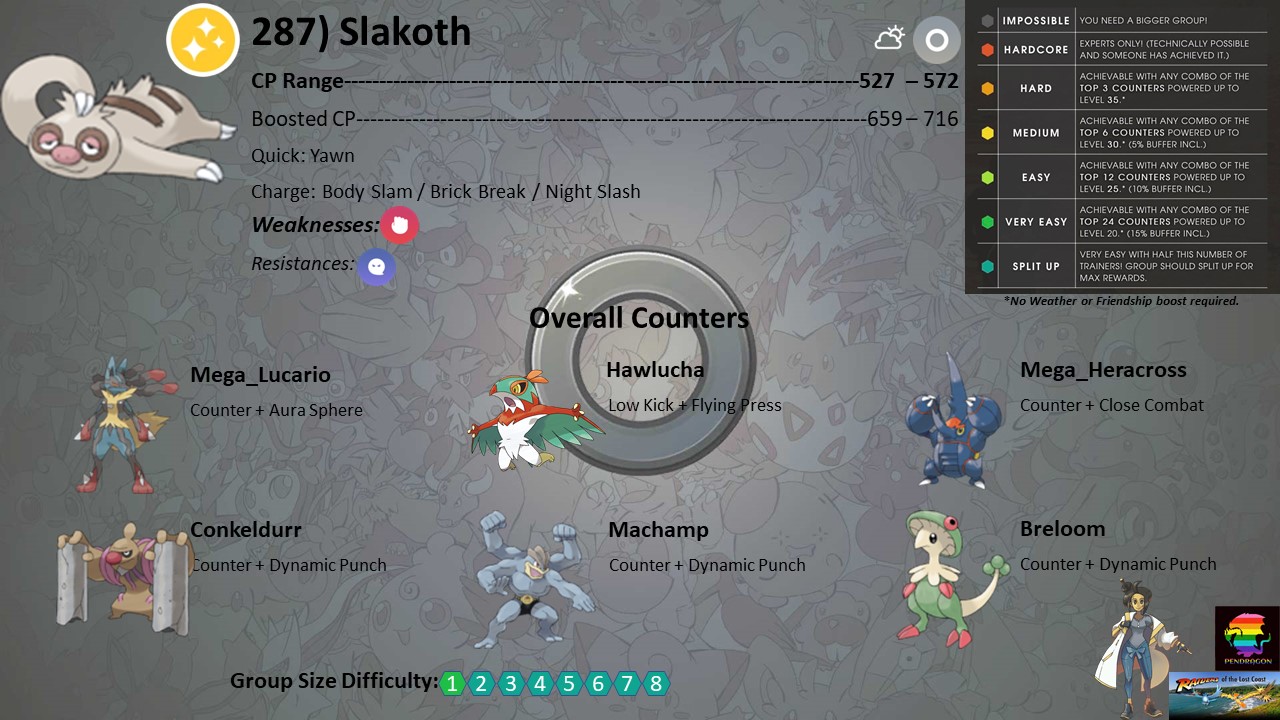 287) Slakoth
CP Range-----527 – 572
Boosted CP-----659 – 716
Quick: Yawn
Charge: Body Slam / Brick Break / Night Slash
Weaknesses:
Resistances:
IMPOSSIBLE YOU NEED A BIGGER GROUP!
HARDCORE EXPERTS ONLY! (TECHNICALLY POSSIBLE
AND SOMEONE HAS ACHIEVED IT.)
HARD ACHIEVABLE WITH ANY COMBO OF THE
TOP 3 COUNTERS POWERED UP TO
LEVEL 35.*
MEDIUM ACHIEVABLE WITH ANY COMBO OF THE
TOP 6 COUNTERS POWERED UP TO
LEVEL 30.* (5% BUFFER INCL.)
EASY ACHIEVABLE WITH ANY COMBO OF THE
TOP 12 COUNTERS POWERED UP TO
LEVEL 25.* (10% BUFFER INCL.)
VERY EASY ACHIEVABLE WITH ANY COMBO OF THE
TOP 24 COUNTERS POWERED UP TO
LEVEL 20.* (15% BUFFER INCL.)
SPLIT UP VERY EASY WITH HALF THIS NUMBER OF
TRAINERS! GROUP SHOULD SPLIT UP FOR
MAX REWARDS.
*No Weather or Friendship boost required.
Overall Counters
Mega_Lucario
Counter + Aura Sphere
Hawlucha
Low Kick + Flying Press
Mega_Heracross
Counter + Close Combat
Conkeldurr
Counter + Dynamic Punch
Machamp
Counter + Dynamic Punch
Breloom
Counter + Dynamic Punch
Group Size Difficulty: 1 2 3 4 5 6 7 8
PENDRAGON
RAIDERS of the Lost Coast